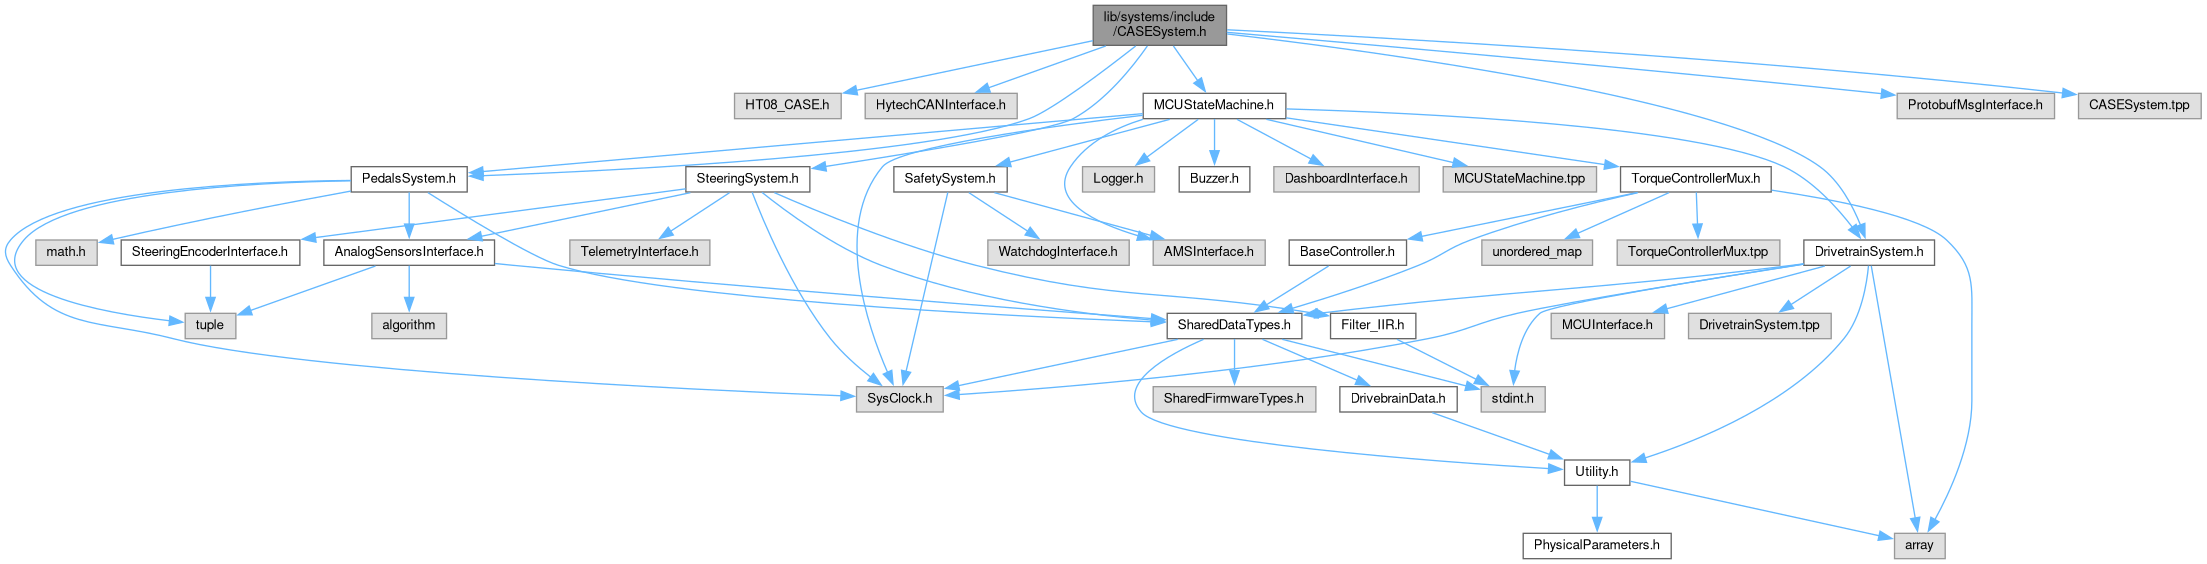 lib/systems/include
/CASESystem.h
HT08_CASE.h
HytechCANInterface.h
MCUStateMachine.h
ProtobufMsgInterface.h
CASESystem.tpp
PedalsSystem.h
SteeringSystem.h
SafetySystem.h
Logger.h
Buzzer.h
DashboardInterface.h
MCUStateMachine.tpp
TorqueControllerMux.h
math.h
SteeringEncoderInterface.h
AnalogSensorsInterface.h
TelemetryInterface.h
WatchdogInterface.h
AMSInterface.h
BaseController.h
unordered_map
TorqueControllerMux.tpp
DrivetrainSystem.h
tuple
algorithm
SharedDataTypes.h
Filter_IIR.h
MCUInterface.h
DrivetrainSystem.tpp
SysClock.h
SharedFirmwareTypes.h
DrivebrainData.h
stdint.h
Utility.h
PhysicalParameters.h
array